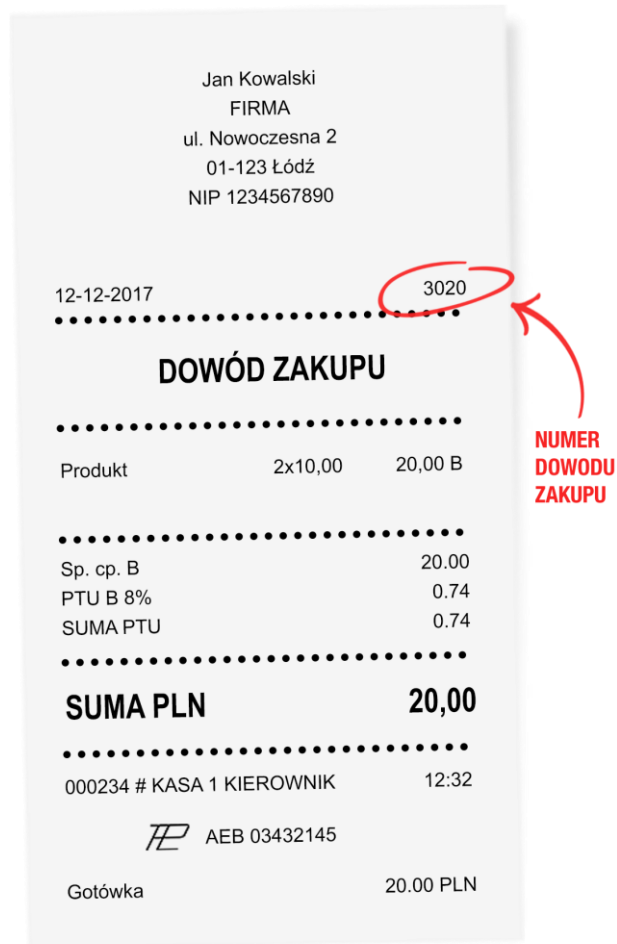 Jan Kowalski
FIRMA
ul. Nowoczesna 2
01-123 Łódź
NIP 1234567890
12-12-2017 3020
DOWÓD ZAKUPU
NUMER
DOWODU
ZAKUPU
Produkt 2x10,00 20,00 B
Sp. cp. B 20.00
PTU B 8% 0.74
SUMA PTU 0.74
SUMA PLN 20,00
000234 # KASA 1 KIEROWNIK 12:32
AEB 03432145
Gotówka 20.00 PLN